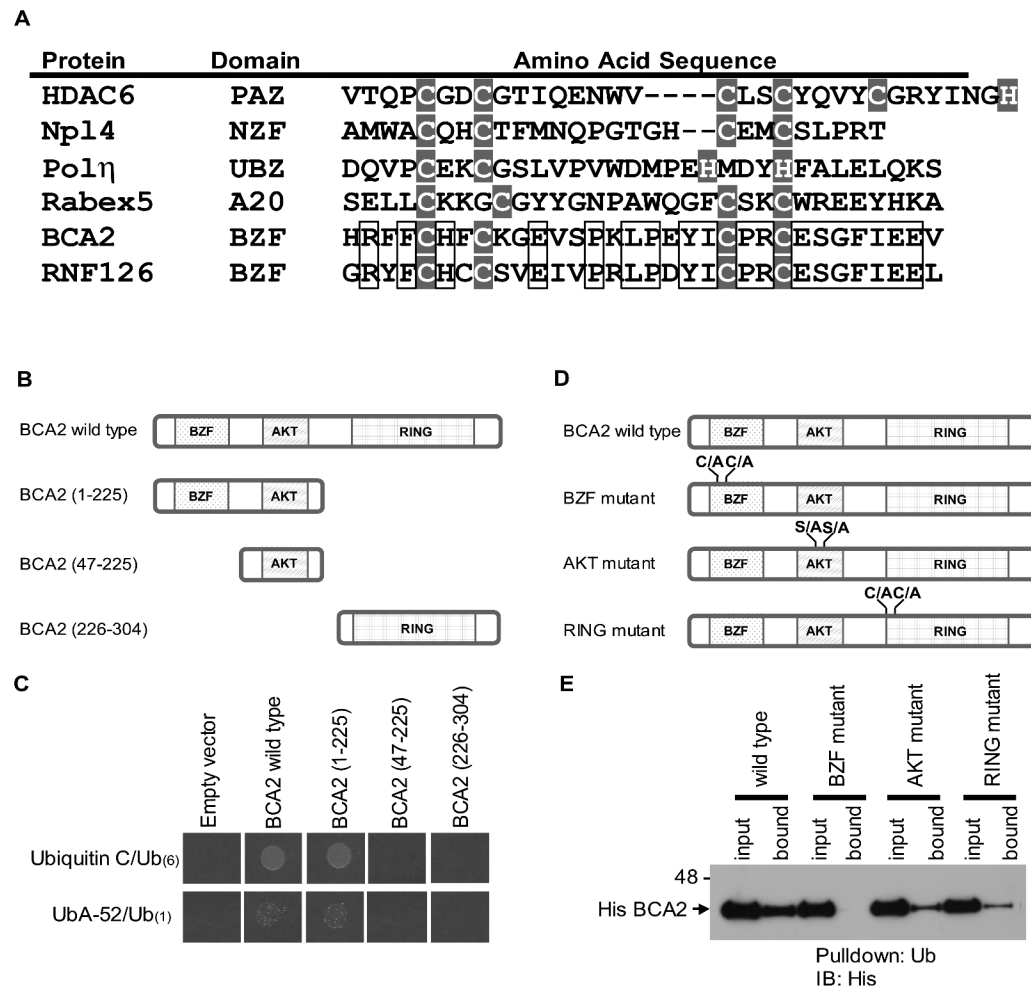 A
Protein Domain Amino Acid Sequence
HDAC6 PAZ VTQPCGDCGTIQENWV----CLSCYQVYCGRYINGH
Npl4 NZF AMWACQHCTFMNQPGTGH--CEMCSLPRT
Polη UBZ DQVPCEKCGSLVPVWDMPEHMDYHFALELQKS
Rabex5 A20 SELLCKKGCGYYGNPAWQGFCSKCWREEYHKA
BCA2 BZF HRFFCHFCKGEVSPKLPEYICPRCESGFIEEV
RNF126 BZF GRYFCHCCSVEIVPRLPDYICPRCESGFIEEL
B
BCA2 wild type BZF AKT RING
BCA2 (1-225) BZF AKT
BCA2 (47-225) AKT
BCA2 (226-304) RING
D
BCA2 wild type BZF AKT RING
C/AC/A
BZF mutant BZF AKT RING
S/AS/A
AKT mutant BZF AKT RING
C/AC/A
RING mutant BZF AKT RING
C
Empty vector
BCA2 wild type
BCA2 (1-225)
BCA2 (47-225)
BCA2 (226-304)
Ubiquitin C/Ub(6)
UbA-52/Ub(1)
E
wild type
BZF mutant
AKT mutant
RING mutant
input bound input bound input bound input bound
48
His BCA2
Pulldown: Ub
IB: His